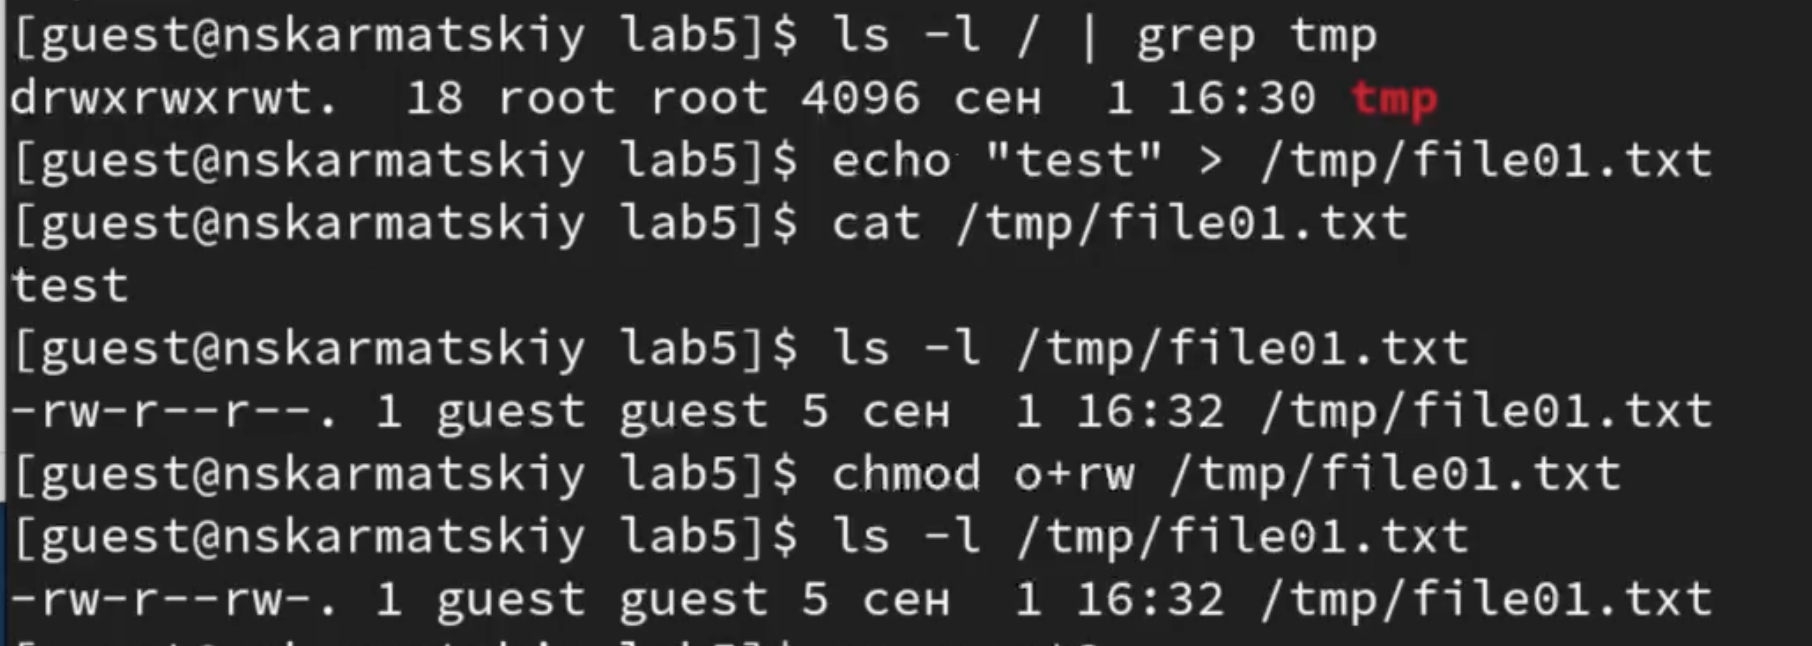 [guest@nskarmatskiy lab5]$ ls -l / | grep tmp
drwxrwxrwt.  18 root root 4096 сен  1 16:30 tmp
[guest@nskarmatskiy lab5]$ echo "test" > /tmp/file01.txt
[guest@nskarmatskiy lab5]$ cat /tmp/file01.txt
test
[guest@nskarmatskiy lab5]$ ls -l /tmp/file01.txt
-rw-r--r--. 1 guest guest 5 сен  1 16:32 /tmp/file01.txt
[guest@nskarmatskiy lab5]$ chmod o+rw /tmp/file01.txt
[guest@nskarmatskiy lab5]$ ls -l /tmp/file01.txt
-rw-r--rw-. 1 guest guest 5 сен  1 16:32 /tmp/file01.txt